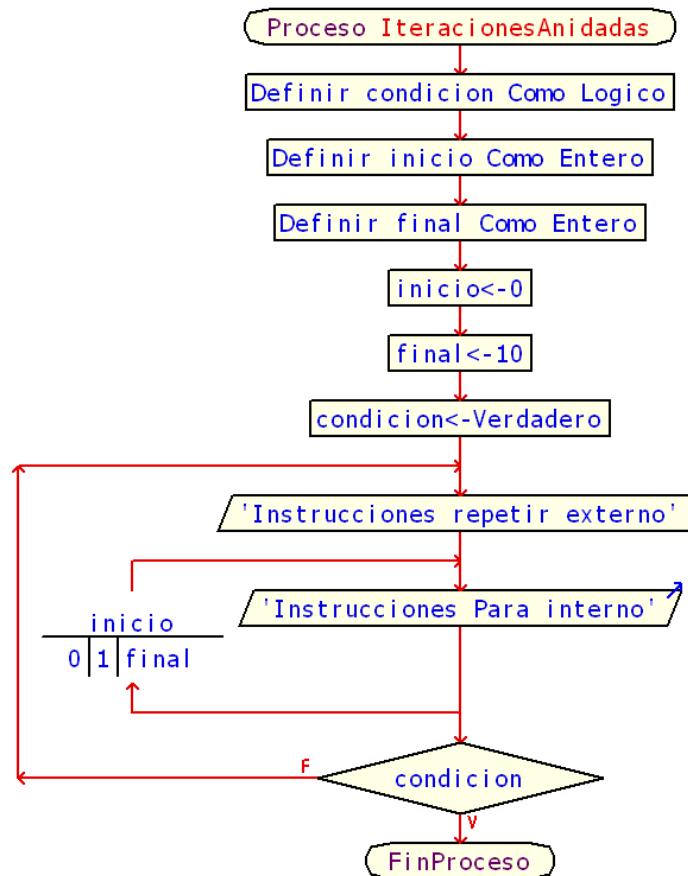 Proceso IteracionesAnidadas
Definir condicion Como Logico
Definir inicio Como Entero
Definir final Como Entero
inicio<-0
final<-10
condicion<-Verdadero
'Instrucciones repetir externo'
'Instrucciones Para interno'
inicio
0 1 final
F
condicion
V
FinProceso